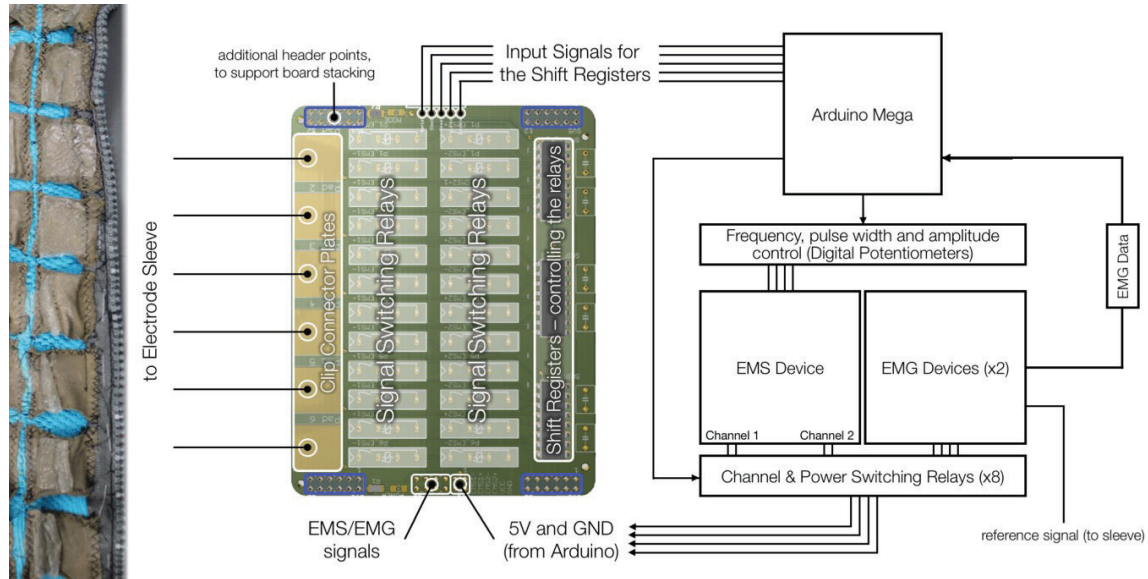 additional header points,
to support board stacking
Input Signals for
the Shift Registers
Arduino Mega
to Electrode Sleeve
Clip Connector Plates
Signal Switching Relays
Signal Switching Relays
Shift Registers – controlling the relays
Frequency, pulse width and amplitude
control (Digital Potentiometers)
EMG Data
EMS Device
EMG Devices (x2)
Channel 1
Channel 2
Channel & Power Switching Relays (x8)
EMS/EMG
signals
5V and GND
(from Arduino)
reference signal (to sleeve)